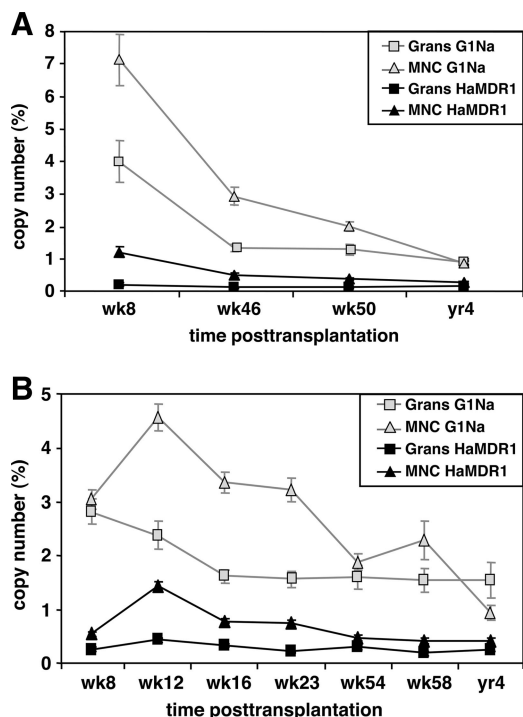 A
8
7
6
5
4
3
2
1
0
copy number (%)
Grans G1Na
MNC G1Na
Grans HaMDR1
MNC HaMDR1
wk8 wk46 wk50 yr4
time posttransplantation
B
5
4
3
2
1
0
copy number (%)
Grans G1Na
MNC G1Na
Grans HaMDR1
MNC HaMDR1
wk8 wk12 wk16 wk23 wk54 wk58 yr4
time posttransplantation